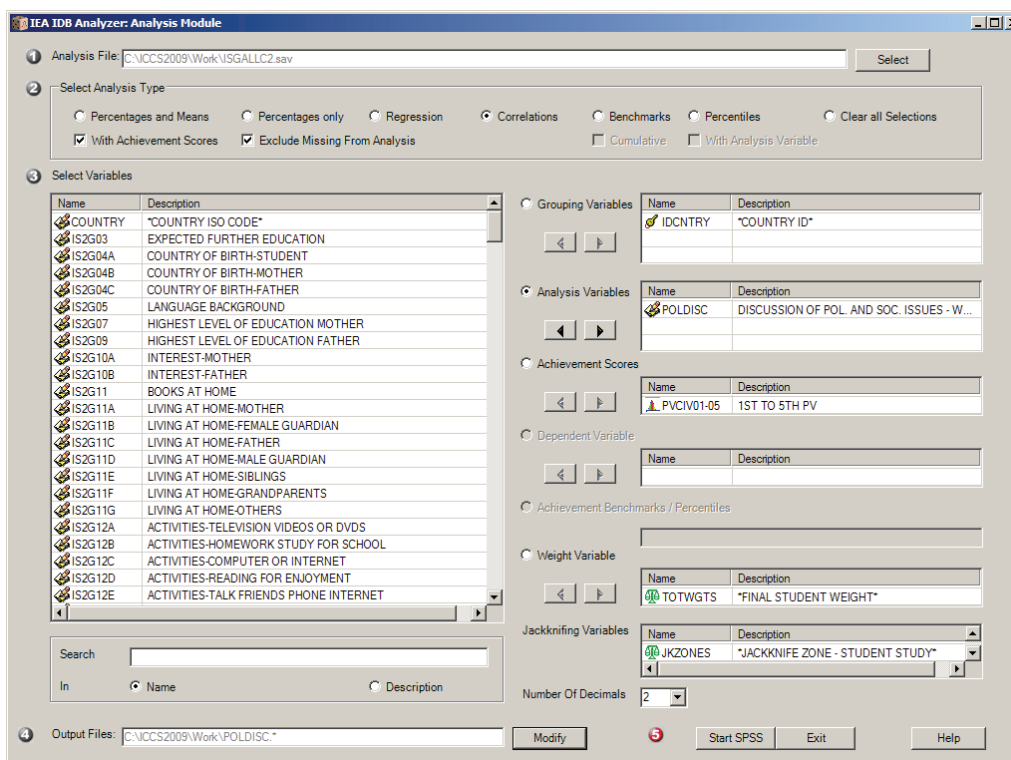 IEA IDB Analyzer: Analysis Module
1 Analysis File: C:\ICCS2009\Work\ISGALLC2.sav Select
2 Select Analysis Type
Percentages and Means Percentages only Regression Correlations Benchmarks Percentiles Clear all Selections
With Achievement Scores Exclude Missing From Analysis Cumulative With Analysis Variable
3 Select Variables
Name Description
COUNTRY *COUNTRY ISO CODE*
IS2G03 EXPECTED FURTHER EDUCATION
IS2G04A COUNTRY OF BIRTH-STUDENT
IS2G04B COUNTRY OF BIRTH-MOTHER
IS2G04C COUNTRY OF BIRTH-FATHER
IS2G05 LANGUAGE BACKGROUND
IS2G07 HIGHEST LEVEL OF EDUCATION MOTHER
IS2G09 HIGHEST LEVEL OF EDUCATION FATHER
IS2G10A INTEREST-MOTHER
IS2G10B INTEREST-FATHER
IS2G11 BOOKS AT HOME
IS2G11A LIVING AT HOME-MOTHER
IS2G11B LIVING AT HOME-FEMALE GUARDIAN
IS2G11C LIVING AT HOME-FATHER
IS2G11D LIVING AT HOME-MALE GUARDIAN
IS2G11E LIVING AT HOME-SIBLINGS
IS2G11F LIVING AT HOME-GRANDPARENTS
IS2G11G LIVING AT HOME-OTHERS
IS2G12A ACTIVITIES-TELEVISION VIDEOS OR DVDS
IS2G12B ACTIVITIES-HOMEWORK STUDY FOR SCHOOL
IS2G12C ACTIVITIES-COMPUTER OR INTERNET
IS2G12D ACTIVITIES-READING FOR ENJOYMENT
IS2G12E ACTIVITIES-TALK FRIENDS PHONE INTERNET
Search
In Name Description
Grouping Variables
Name Description
IDCNTRY *COUNTRY ID*
Analysis Variables
Name Description
POLDISC DISCUSSION OF POL. AND SOC. ISSUES - W...
Achievement Scores
Name Description
PVCIV01-05 1ST TO 5TH PV
Dependent Variable
Name Description
Achievement Benchmarks / Percentiles
Weight Variable
Name Description
TOTWGTS *FINAL STUDENT WEIGHT*
Jackknifing Variables
Name Description
JKZONES *JACKKNIFE ZONE - STUDENT STUDY*
Number Of Decimals 2
4 Output Files: C:\ICCS2009\Work\POLDISC.* Modify
5 Start SPSS Exit Help